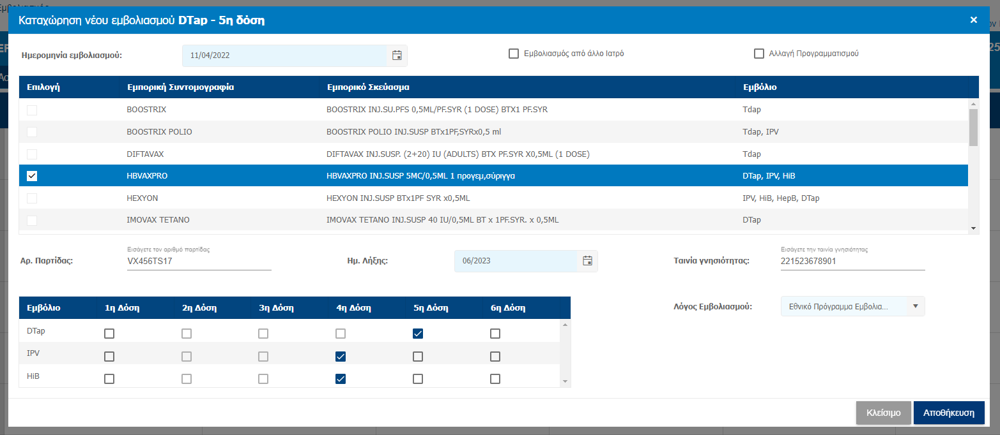 Εμβολιασμός
Καταχώρηση νέου εμβολιασμού DTap - 5η δόση
Ημερομηνία εμβολιασμού: 11/04/2022 Εμβολιασμός από άλλο Ιατρό Αλλαγή Προγραμματισμού
25
Επιλογή Εμπορική Συντομογραφία Εμπορικό Σκεύασμα Εμβόλιο
BOOSTRIX BOOSTRIX INJ.SU.PFS 0,5ML/PF.SYR (1 DOSE) BTX1 PF.SYR Tdap
BOOSTRIX POLIO BOOSTRIX POLIO INJ.SUSP BTx1PF,SYRx0,5 ml Tdap, IPV
DIFTAVAX DIFTAVAX INJ.SUSP. (2+20) IU (ADULTS) BTX PF.SYR X0,5ML (1 DOSE) Tdap
HBVAXPRO HBVAXPRO INJ.SUSP 5MC/0,5ML 1 προγεμ,σύριγγα DTap, IPV, HiB
HEXYON HEXYON INJ.SUSP BTx1PF SYR x0,5ML IPV, HiB, HepB, DTap
IMOVAX TETANO IMOVAX TETANO INJ.SUSP 40 IU/0,5ML BT x 1PF.SYR. x 0,5ML DTap
Εισάγετε τον αριθμό παρτίδας Εισάγετε την ταινία γνησιότητας
Αρ. Παρτίδας: VX456TS17 Ημ. Λήξης: 06/2023 Ταινία γνησιότητας: 221523678901
Εμβόλιο 1η Δόση 2η Δόση 3η Δόση 4η Δόση 5η Δόση 6η Δόση Λόγος Εμβολιασμού: Εθνικό Πρόγραμμα Εμβολια...
DTap
IPV
HiB
Κλείσιμο Αποθήκευση